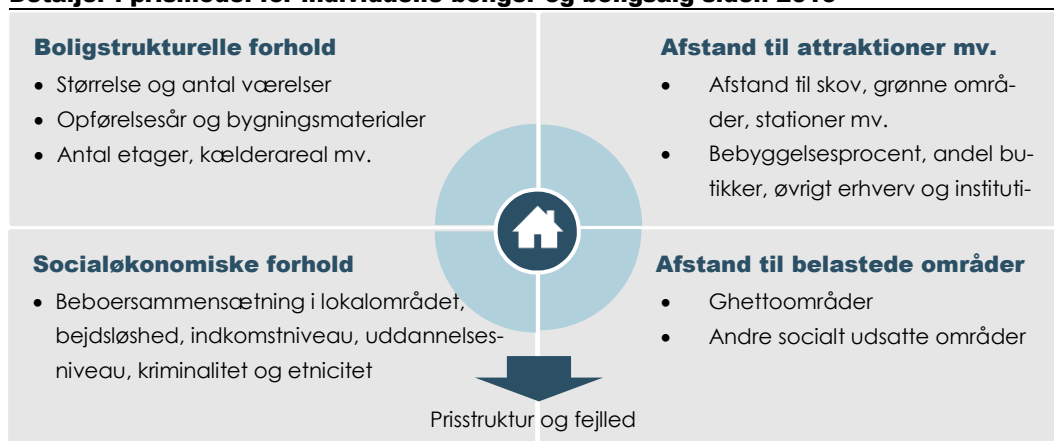 Boligstrukturelle forhold
• Størrelse og antal værelser
• Opførelsesår og bygningsmaterialer
• Antal etager, kælderareal mv.
Afstand til attraktioner mv.
• Afstand til skov, grønne områ-
der, stationer mv.
• Bebyggelsesprocent, andel bu-
tikker, øvrigt erhverv og instituti-
Socialøkonomiske forhold
• Beboersammensætning i lokalområdet,
bejdsløshed, indkomstniveau, uddannelses-
niveau, kriminalitet og etnicitet
Afstand til belastede områder
• Ghettoområder
• Andre socialt udsatte områder
Prisstruktur og fejlled